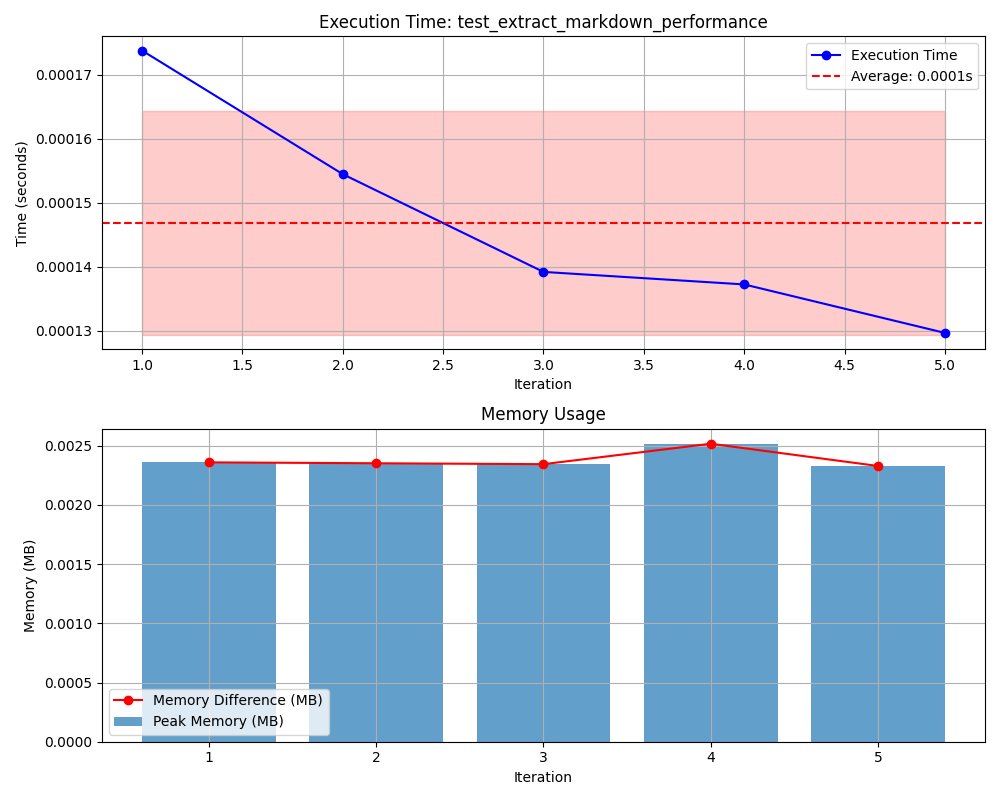 Execution Time: test_extract_markdown_performance
Execution Time
Average: 0.0001s
Time (seconds)
0.00017
0.00016
0.00015
0.00014
0.00013
1.0 1.5 2.0 2.5 3.0 3.5 4.0 4.5 5.0
Iteration
Memory Usage
Memory (MB)
0.0025
0.0020
0.0015
0.0010
0.0005
0.0000
Memory Difference (MB)
Peak Memory (MB)
1 2 3 4 5
Iteration